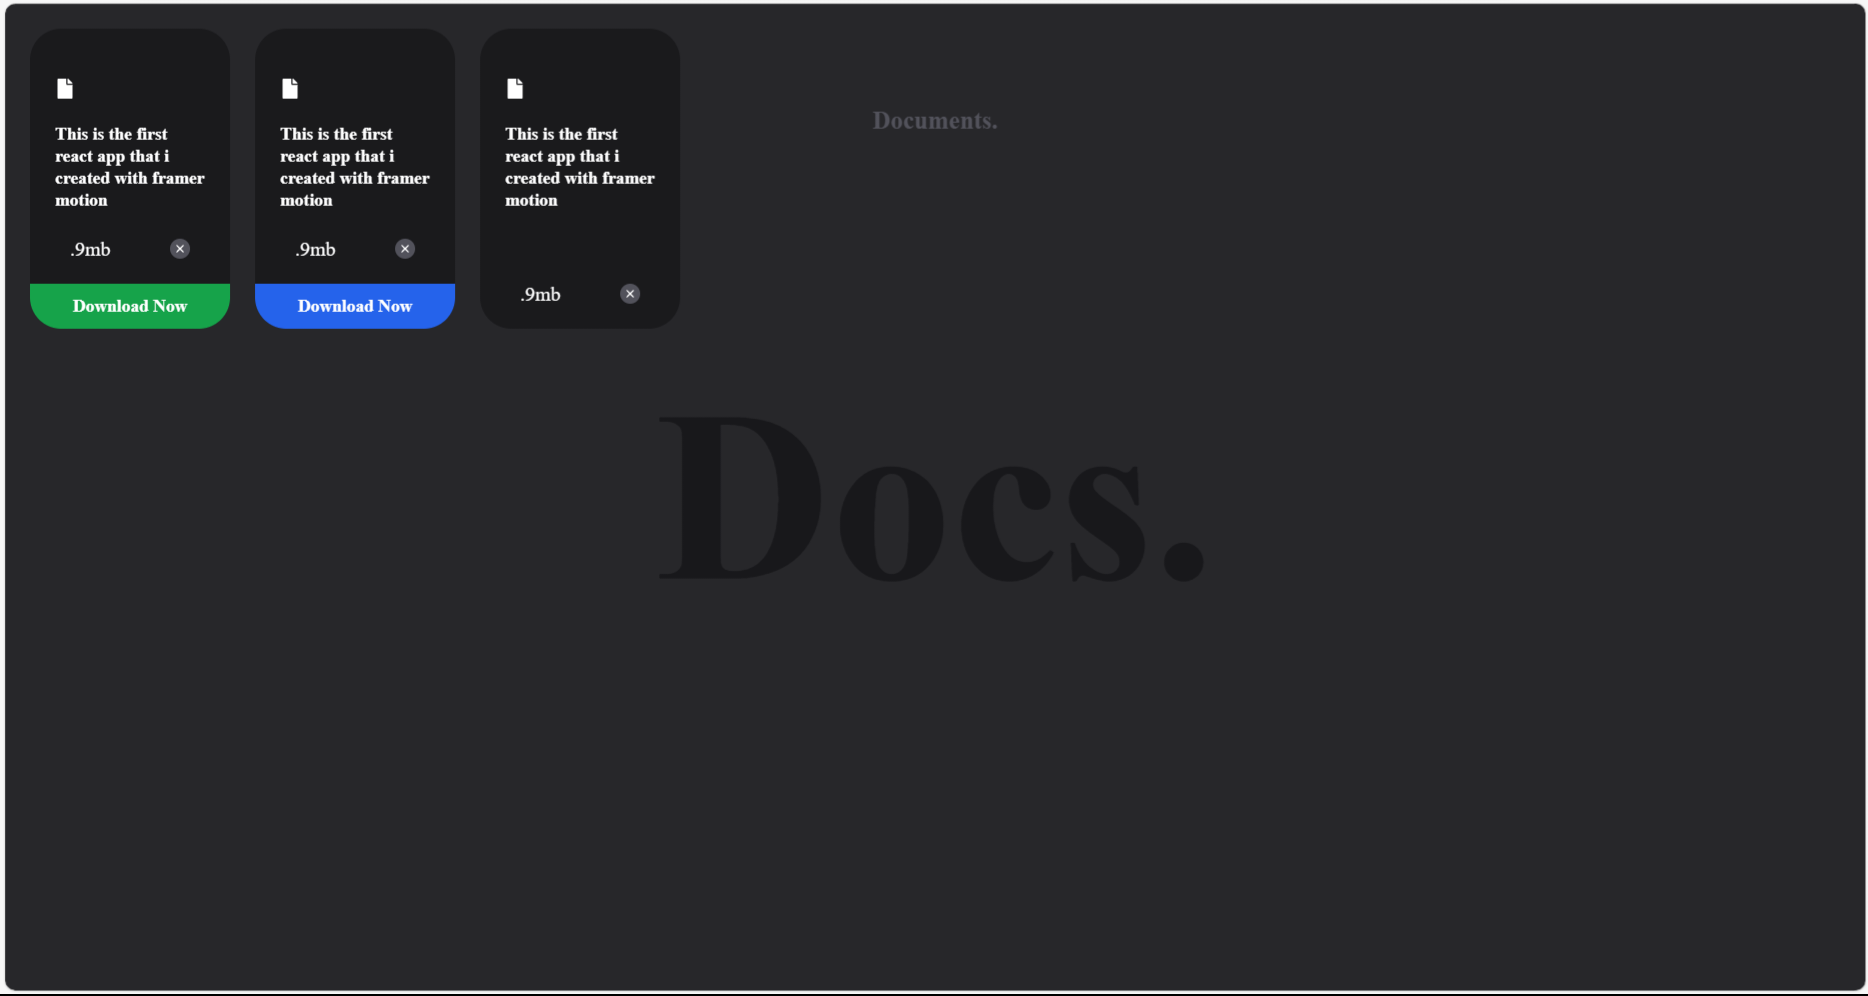 This is the first
react app that i
created with framer
motion
.9mb
Download Now
This is the first
react app that i
created with framer
motion
.9mb
Download Now
This is the first
react app that i
created with framer
motion
.9mb
Documents.
Docs.